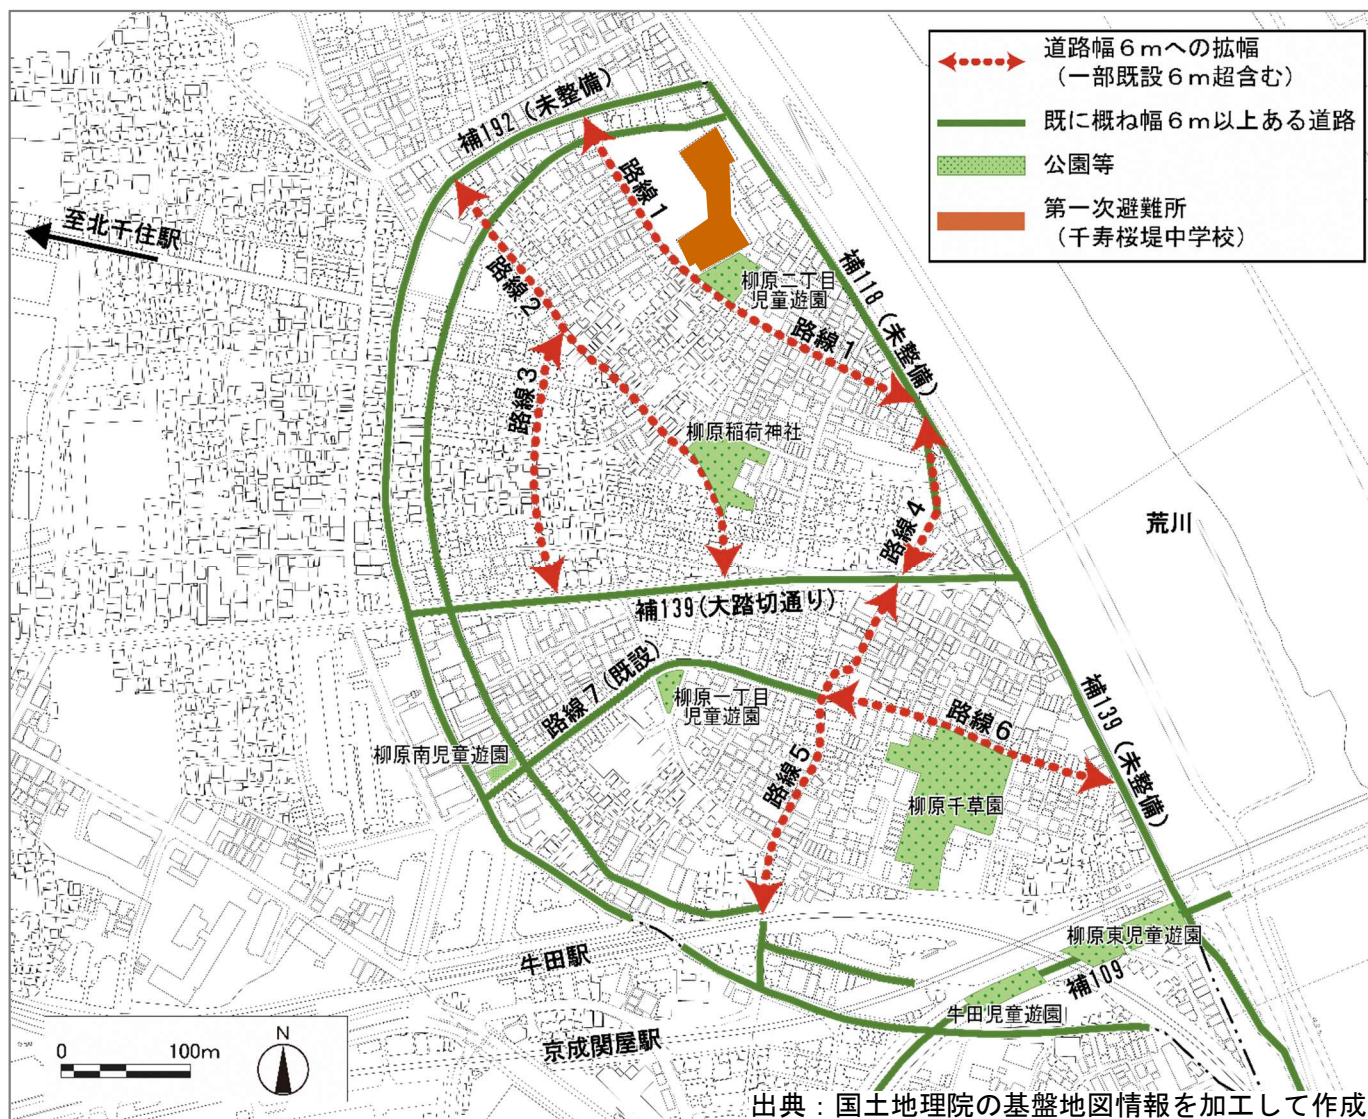 道路幅６ｍへの拡幅
（一部既設６ｍ超含む）
既に概ね幅６ｍ以上ある道路
公園等
第一次避難所
（千寿桜堤中学校）
補192（未整備）
至北千住駅
路線1
路線2
柳原二丁目
児童遊園
補118（未整備）
路線1
路線3
柳原稲荷神社
路線4
荒川
補139(大踏切通り)
路線7(既設)
柳原一丁目
児童遊園
補139（未整備）
路線6
柳原南児童遊園
路線5
柳原千草園
柳原東児童遊園
牛田駅
補109
牛田児童遊園
京成関屋駅
0
100m
N
出典：国土地理院の基盤地図情報を加工して作成